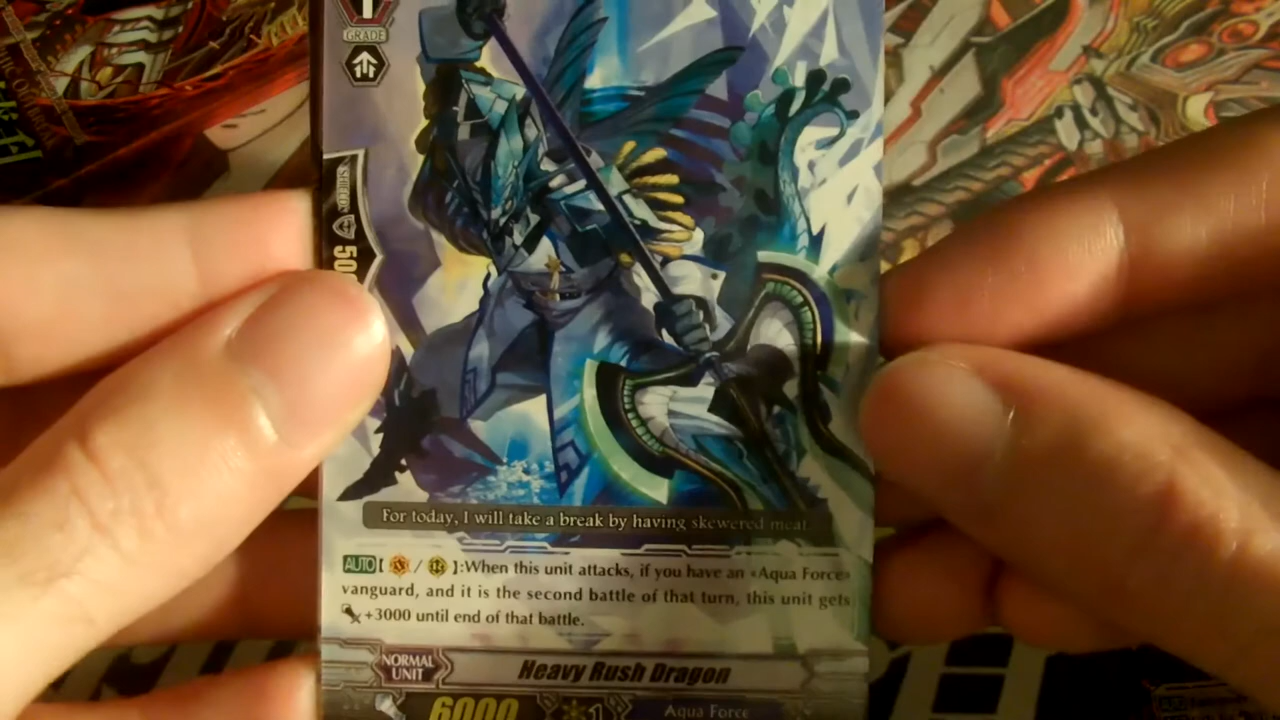 1
GRADE
For today, I will take a break by having skewered meat.
AUTO [ / ]:When this unit attacks, if you have an «Aqua Force»
vanguard, and it is the second battle of that turn, this unit gets
+3000 until end of that battle.
NORMAL
UNIT
Heavy Rush Dragon
6000
1
Aqua Force